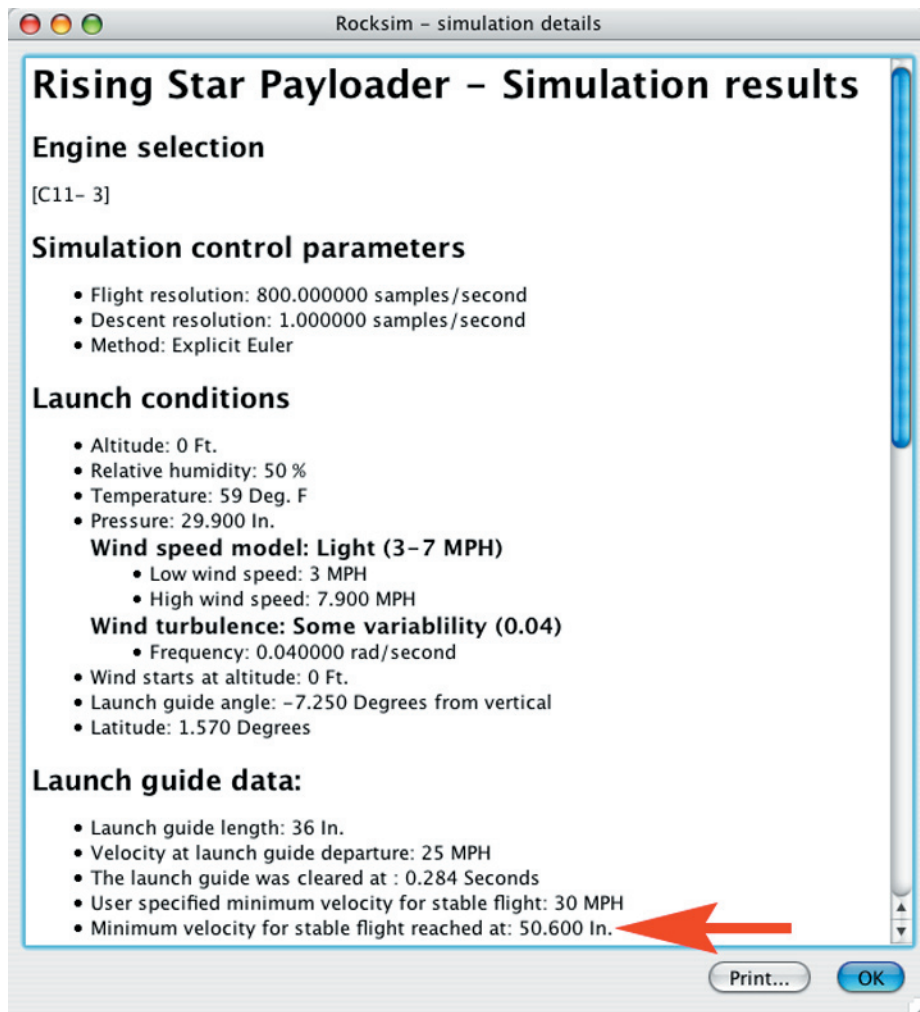 Rocksim – simulation details
Rising Star Payloader – Simulation results
Engine selection
[C11- 3]
Simulation control parameters
• Flight resolution: 800.000000 samples/second
• Descent resolution: 1.000000 samples/second
• Method: Explicit Euler
Launch conditions
• Altitude: 0 Ft.
• Relative humidity: 50 %
• Temperature: 59 Deg. F
• Pressure: 29.900 In.
Wind speed model: Light (3-7 MPH)
• Low wind speed: 3 MPH
• High wind speed: 7.900 MPH
Wind turbulence: Some variablility (0.04)
• Frequency: 0.040000 rad/second
• Wind starts at altitude: 0 Ft.
• Launch guide angle: -7.250 Degrees from vertical
• Latitude: 1.570 Degrees
Launch guide data:
• Launch guide length: 36 In.
• Velocity at launch guide departure: 25 MPH
• The launch guide was cleared at : 0.284 Seconds
• User specified minimum velocity for stable flight: 30 MPH
• Minimum velocity for stable flight reached at: 50.600 In.
Print... OK